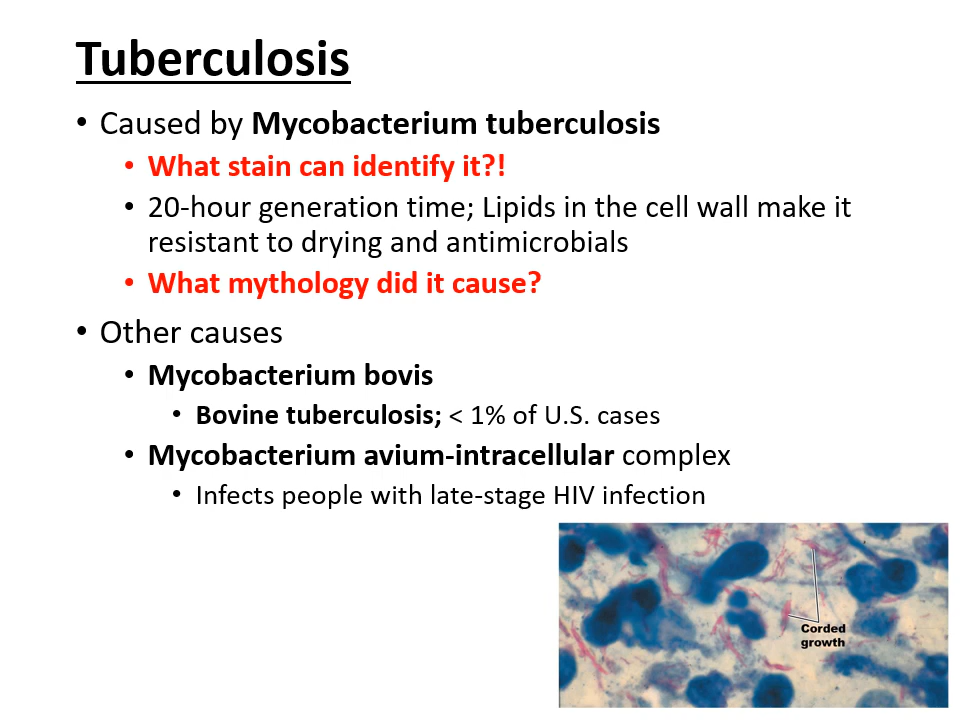 Tuberculosis
• Caused by Mycobacterium tuberculosis
• What stain can identify it?!
• 20-hour generation time; Lipids in the cell wall make it
resistant to drying and antimicrobials
• What mythology did it cause?
• Other causes
• Mycobacterium bovis
• Bovine tuberculosis; < 1% of U.S. cases
• Mycobacterium avium-intracellular complex
• Infects people with late-stage HIV infection
Corded
growth